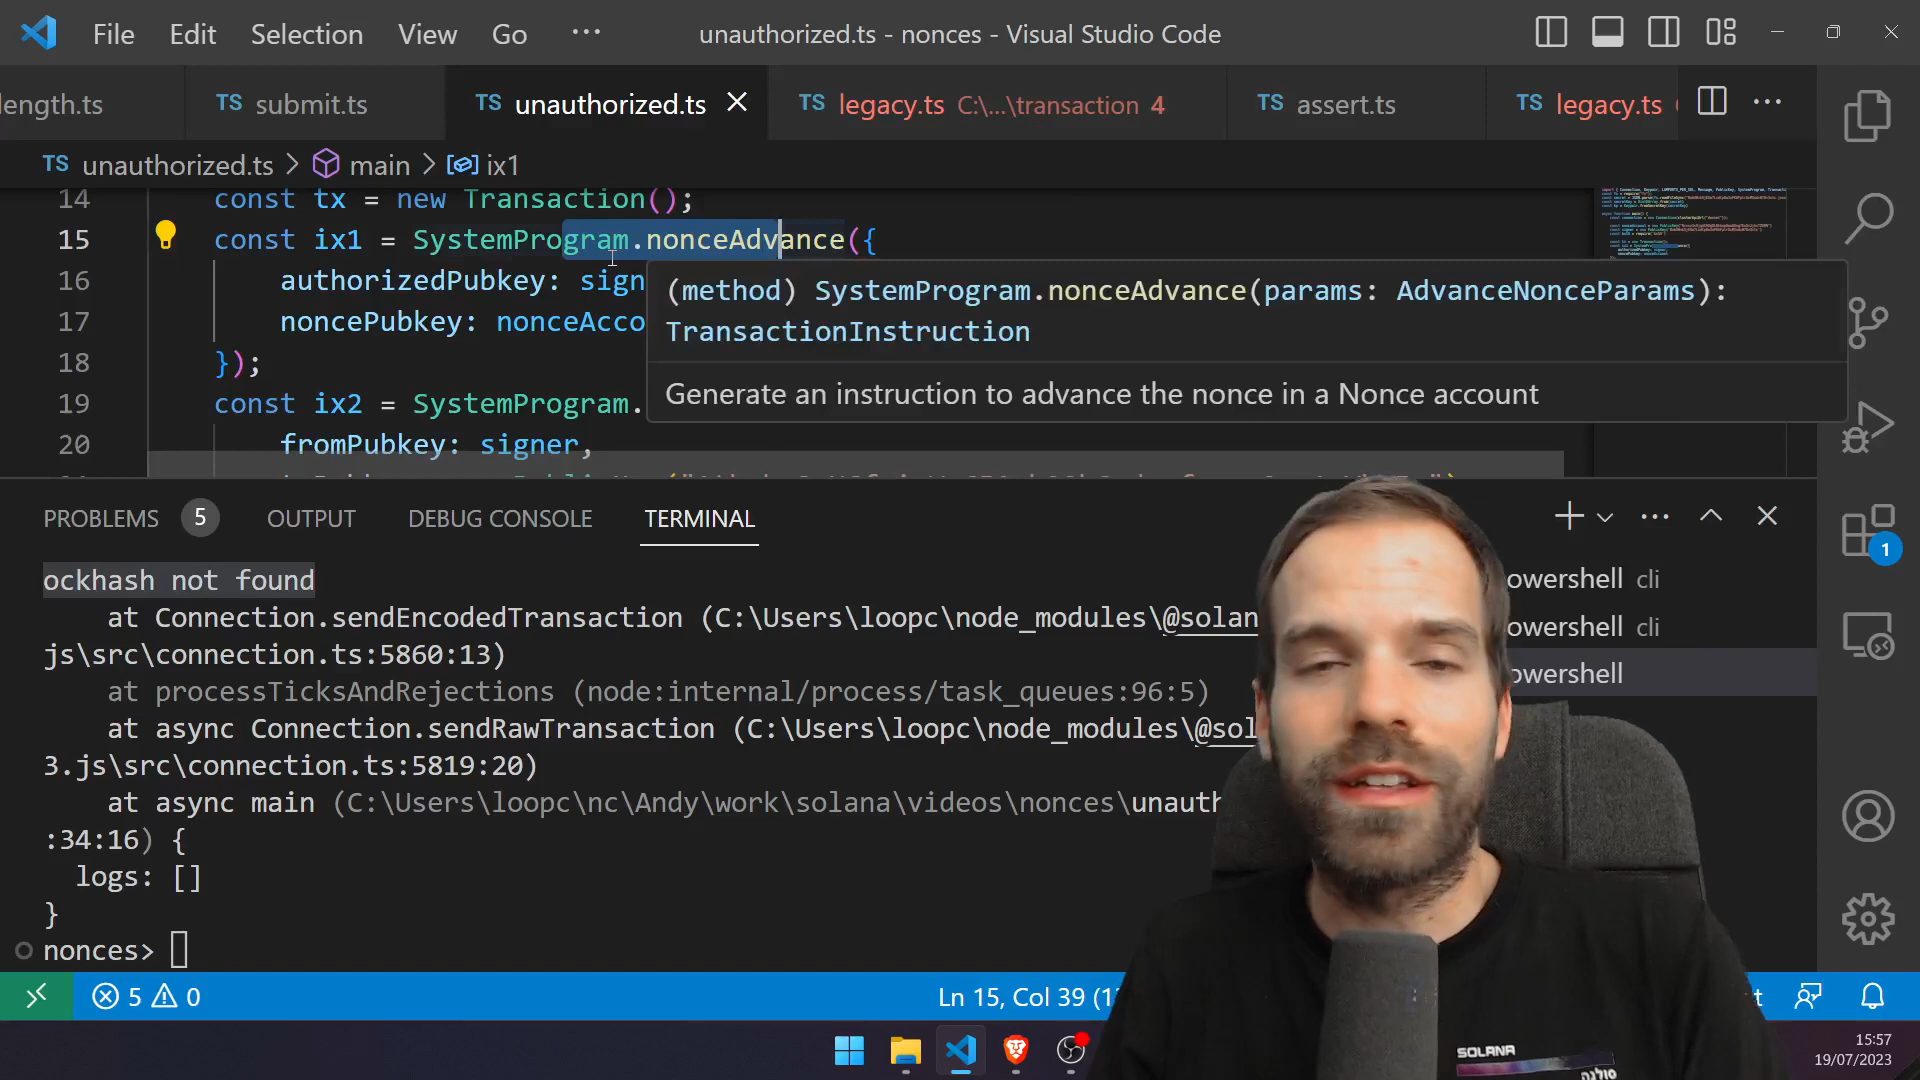 File Edit Selection View Go ··· unauthorized.ts - nonces - Visual Studio Code
length.ts TS submit.ts TS unauthorized.ts TS legacy.ts C:\...\transaction 4 TS assert.ts TS legacy.ts
TS unauthorized.ts > main > ix1
14 const tx = new Transaction();
15 const ix1 = SystemProgram.nonceAdvance({
16 authorizedPubkey: sign
17 noncePubkey: nonceAcco
18 });
19 const ix2 = SystemProgram.
20 fromPubkey: signer,
(method) SystemProgram.nonceAdvance(params: AdvanceNonceParams):
TransactionInstruction
Generate an instruction to advance the nonce in a Nonce account
PROBLEMS 5 OUTPUT DEBUG CONSOLE TERMINAL
ockhash not found
at Connection.sendEncodedTransaction (C:\Users\loopc\node_modules\@solan
js\src\connection.ts:5860:13)
at processTicksAndRejections (node:internal/process/task_queues:96:5)
at async Connection.sendRawTransaction (C:\Users\loopc\node_modules\@sol
3.js\src\connection.ts:5819:20)
at async main (C:\Users\loopc\nc\Andy\work\solana\videos\nonces\unauth
:34:16) {
logs: []
}
nonces>
owershell cli
owershell cli
owershell
1
5 0 Ln 15, Col 39 (1
15:57
19/07/2023
SOLANA
סולנה